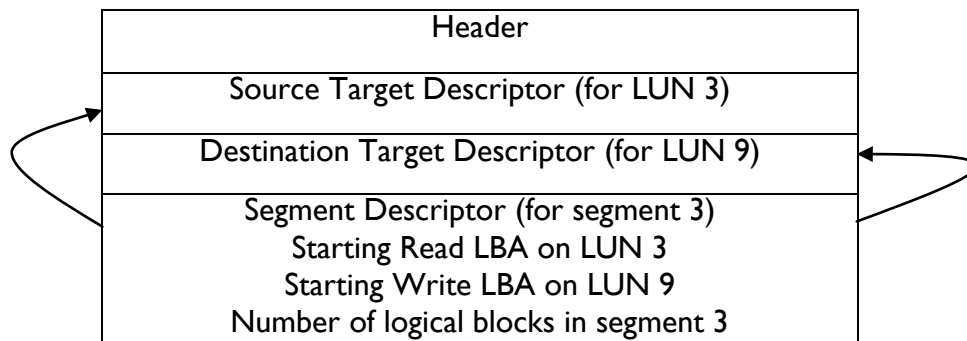 Header
Source Target Descriptor (for LUN 3)
Destination Target Descriptor (for LUN 9)
Segment Descriptor (for segment 3)
Starting Read LBA on LUN 3
Starting Write LBA on LUN 9
Number of logical blocks in segment 3